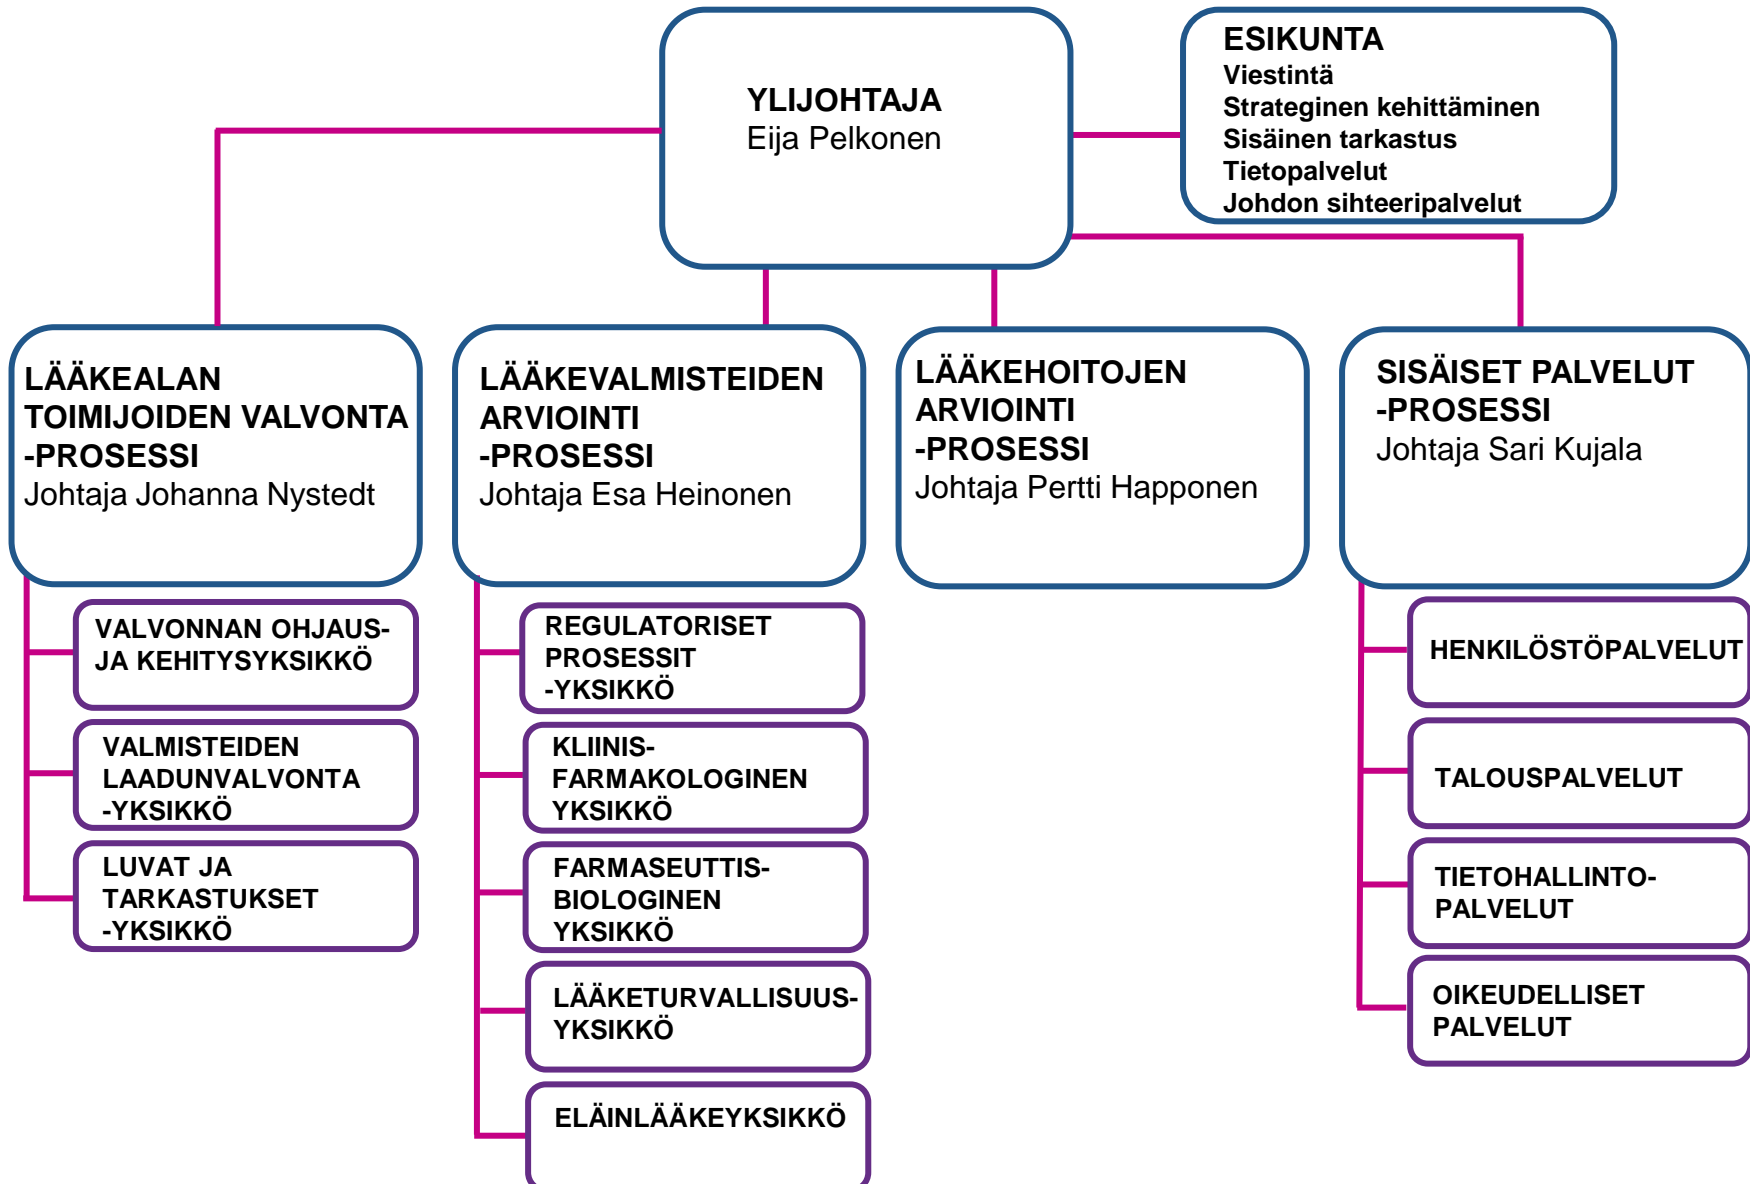 YLIJOHTAJA
Eija Pelkonen
ESIKUNTA
Viestintä
Strateginen kehittäminen
Sisäinen tarkastus
Tietopalvelut
Johdon sihteeripalvelut
LÄÄKEALAN
TOIMIJOIDEN VALVONTA
-PROSESSI
Johtaja Johanna Nystedt
LÄÄKEVALMISTEIDEN
ARVIOINTI
-PROSESSI
Johtaja Esa Heinonen
LÄÄKEHOITOJEN
ARVIOINTI
-PROSESSI
Johtaja Pertti Happonen
SISÄISET PALVELUT
-PROSESSI
Johtaja Sari Kujala
VALVONNAN OHJAUS-
JA KEHITYSYKSIKKÖ
VALMISTEIDEN
LAADUNVALVONTA
-YKSIKKÖ
LUVAT JA
TARKASTUKSET
-YKSIKKÖ
REGULATORISET
PROSESSIT
-YKSIKKÖ
KLIINIS-
FARMAKOLOGINEN
YKSIKKÖ
FARMASEUTTIS-
BIOLOGINEN
YKSIKKÖ
LÄÄKETURVALLISUUS-
YKSIKKÖ
ELÄINLÄÄKEYKSIKKÖ
HENKILÖSTÖPALVELUT
TALOUSPALVELUT
TIETOHALLINTO-
PALVELUT
OIKEUDELLISET
PALVELUT